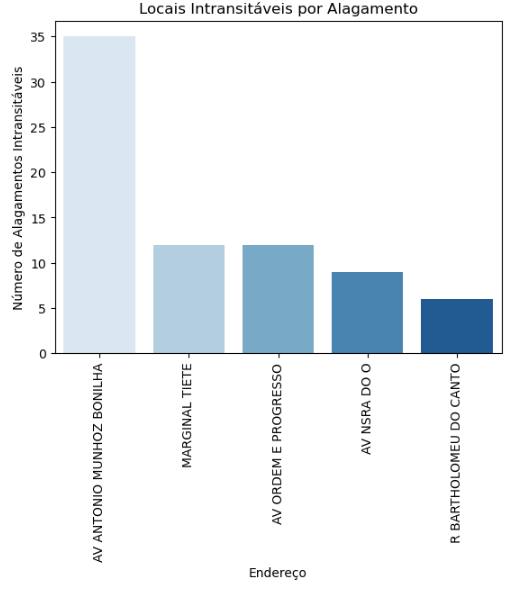 Locais Intransitáveis por Alagamento
Número de Alagamentos Intransitáveis
35
30
25
20
15
10
5
0
AV ANTONIO MUNHOZ BONILHA
MARGINAL TIETE
AV ORDEM E PROGRESSO
AV NSRA DO O
R BARTHOLOMEU DO CANTO
Endereço